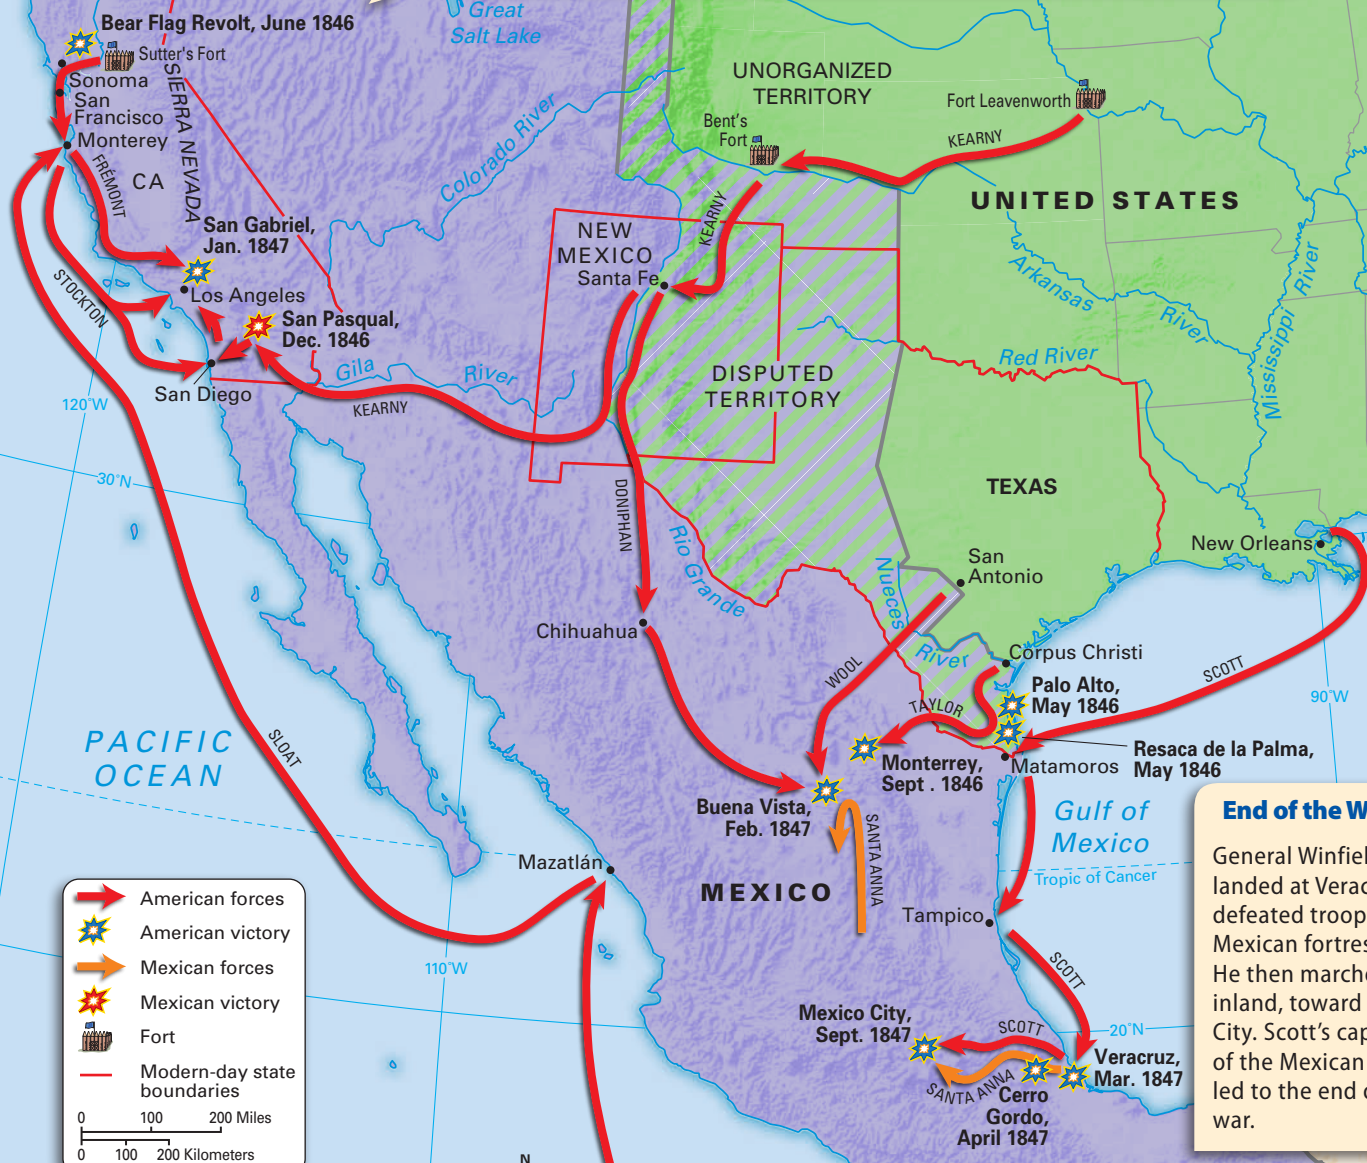 Bear Flag Revolt, June 1846
Great
Salt Lake
Sutter's Fort
Sonoma
San
Francisco
Monterey
SIERRA NEVADA
CA
FRÉMONT
Colorado River
UNORGANIZED
TERRITORY
Bent's
Fort
Fort Leavenworth
KEARNY
UNITED STATES
KEARNY
San Gabriel,
Jan. 1847
NEW
MEXICO
Santa Fe
Arkansas
River
Mississippi River
STOCKTON
Los Angeles
San Pasqual,
Dec. 1846
San Diego
Gila
River
KEARNY
Red River
DISPUTED
TERRITORY
120°W
30°N
TEXAS
DONIPHAN
Rio Grande
Nueces
River
San
Antonio
New Orleans
Chihuahua
Corpus Christi
WOOL
TAYLOR
SCOTT
90°W
Palo Alto,
May 1846
Resaca de la Palma,
May 1846
Matamoros
Monterrey,
Sept . 1846
Buena Vista,
Feb. 1847
SANTA ANNA
PACIFIC
OCEAN
SLOAT
Gulf of
Mexico
Tropic of Cancer
Mazatlán
MEXICO
Tampico
SCOTT
110°W
Mexico City,
Sept. 1847
SCOTT
20°N
Veracruz,
Mar. 1847
SANTA ANNA
Cerro
Gordo,
April 1847
American forces
American victory
Mexican forces
Mexican victory
Fort
Modern-day state
boundaries
0 100 200 Miles
0 100 200 Kilometers
N
End of the W
General Winfiel
landed at Verac
defeated troop
Mexican fortres
He then marche
inland, toward
City. Scott's cap
of the Mexican
led to the end o
war.